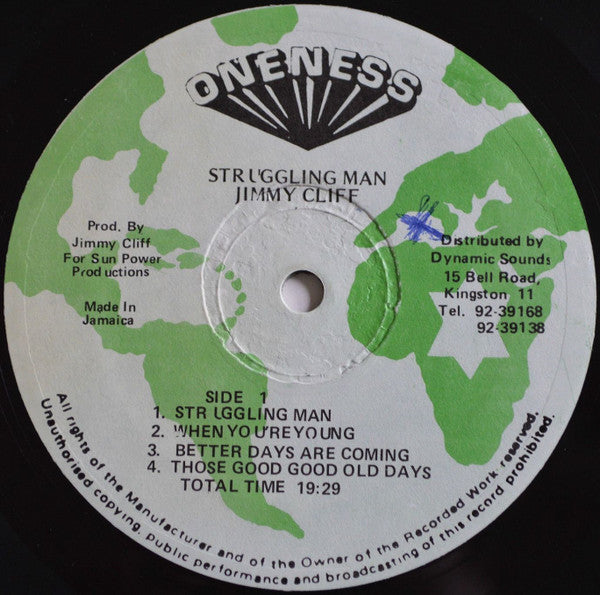 ONENESS
STRUGGLING MAN
JIMMY CLIFF
Prod. By
Jimmy Cliff
For Sun Power
Productions
Made In
Jamaica
Distributed by
Dynamic Sounds
15 Bell Road,
Kingston 11
Tel. 92-39168
92-39138
SIDE 1
1. STRUGGLING MAN
2. WHEN YOU'RE YOUNG
3. BETTER DAYS ARE COMING
4. THOSE GOOD GOOD OLD DAYS
TOTAL TIME 19:29
All rights of the Manufacturer and of the Owner of the Recorded Work reserved.
Unauthorised copying, public performance and broadcasting of this record prohibited.